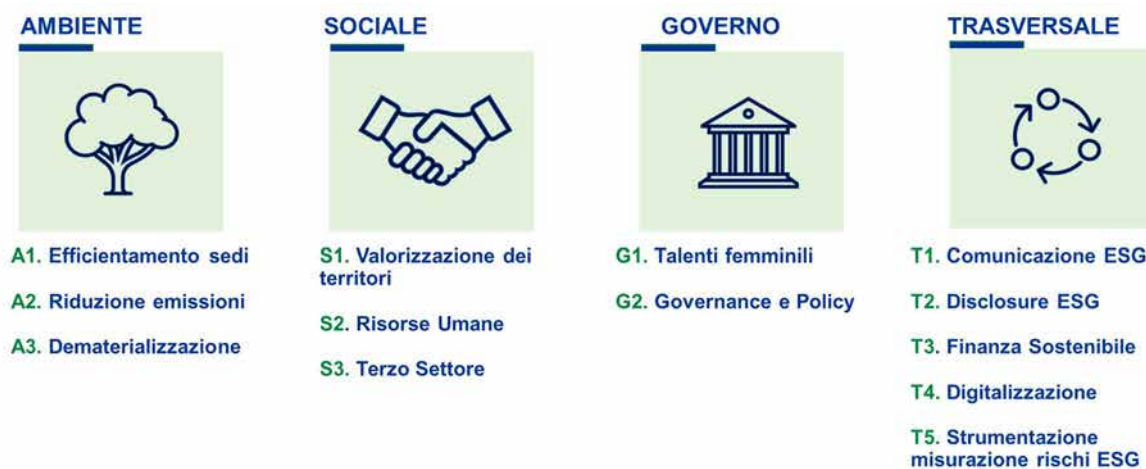 AMBIENTE
A1. Efficientamento sedi
A2. Riduzione emissioni
A3. Dematerializzazione
SOCIALE
S1. Valorizzazione dei
territori
S2. Risorse Umane
S3. Terzo Settore
GOVERNO
G1. Talenti femminili
G2. Governance e Policy
TRASVERSALE
T1. Comunicazione ESG
T2. Disclosure ESG
T3. Finanza Sostenibile
T4. Digitalizzazione
T5. Strumentazione
misurazione rischi ESG